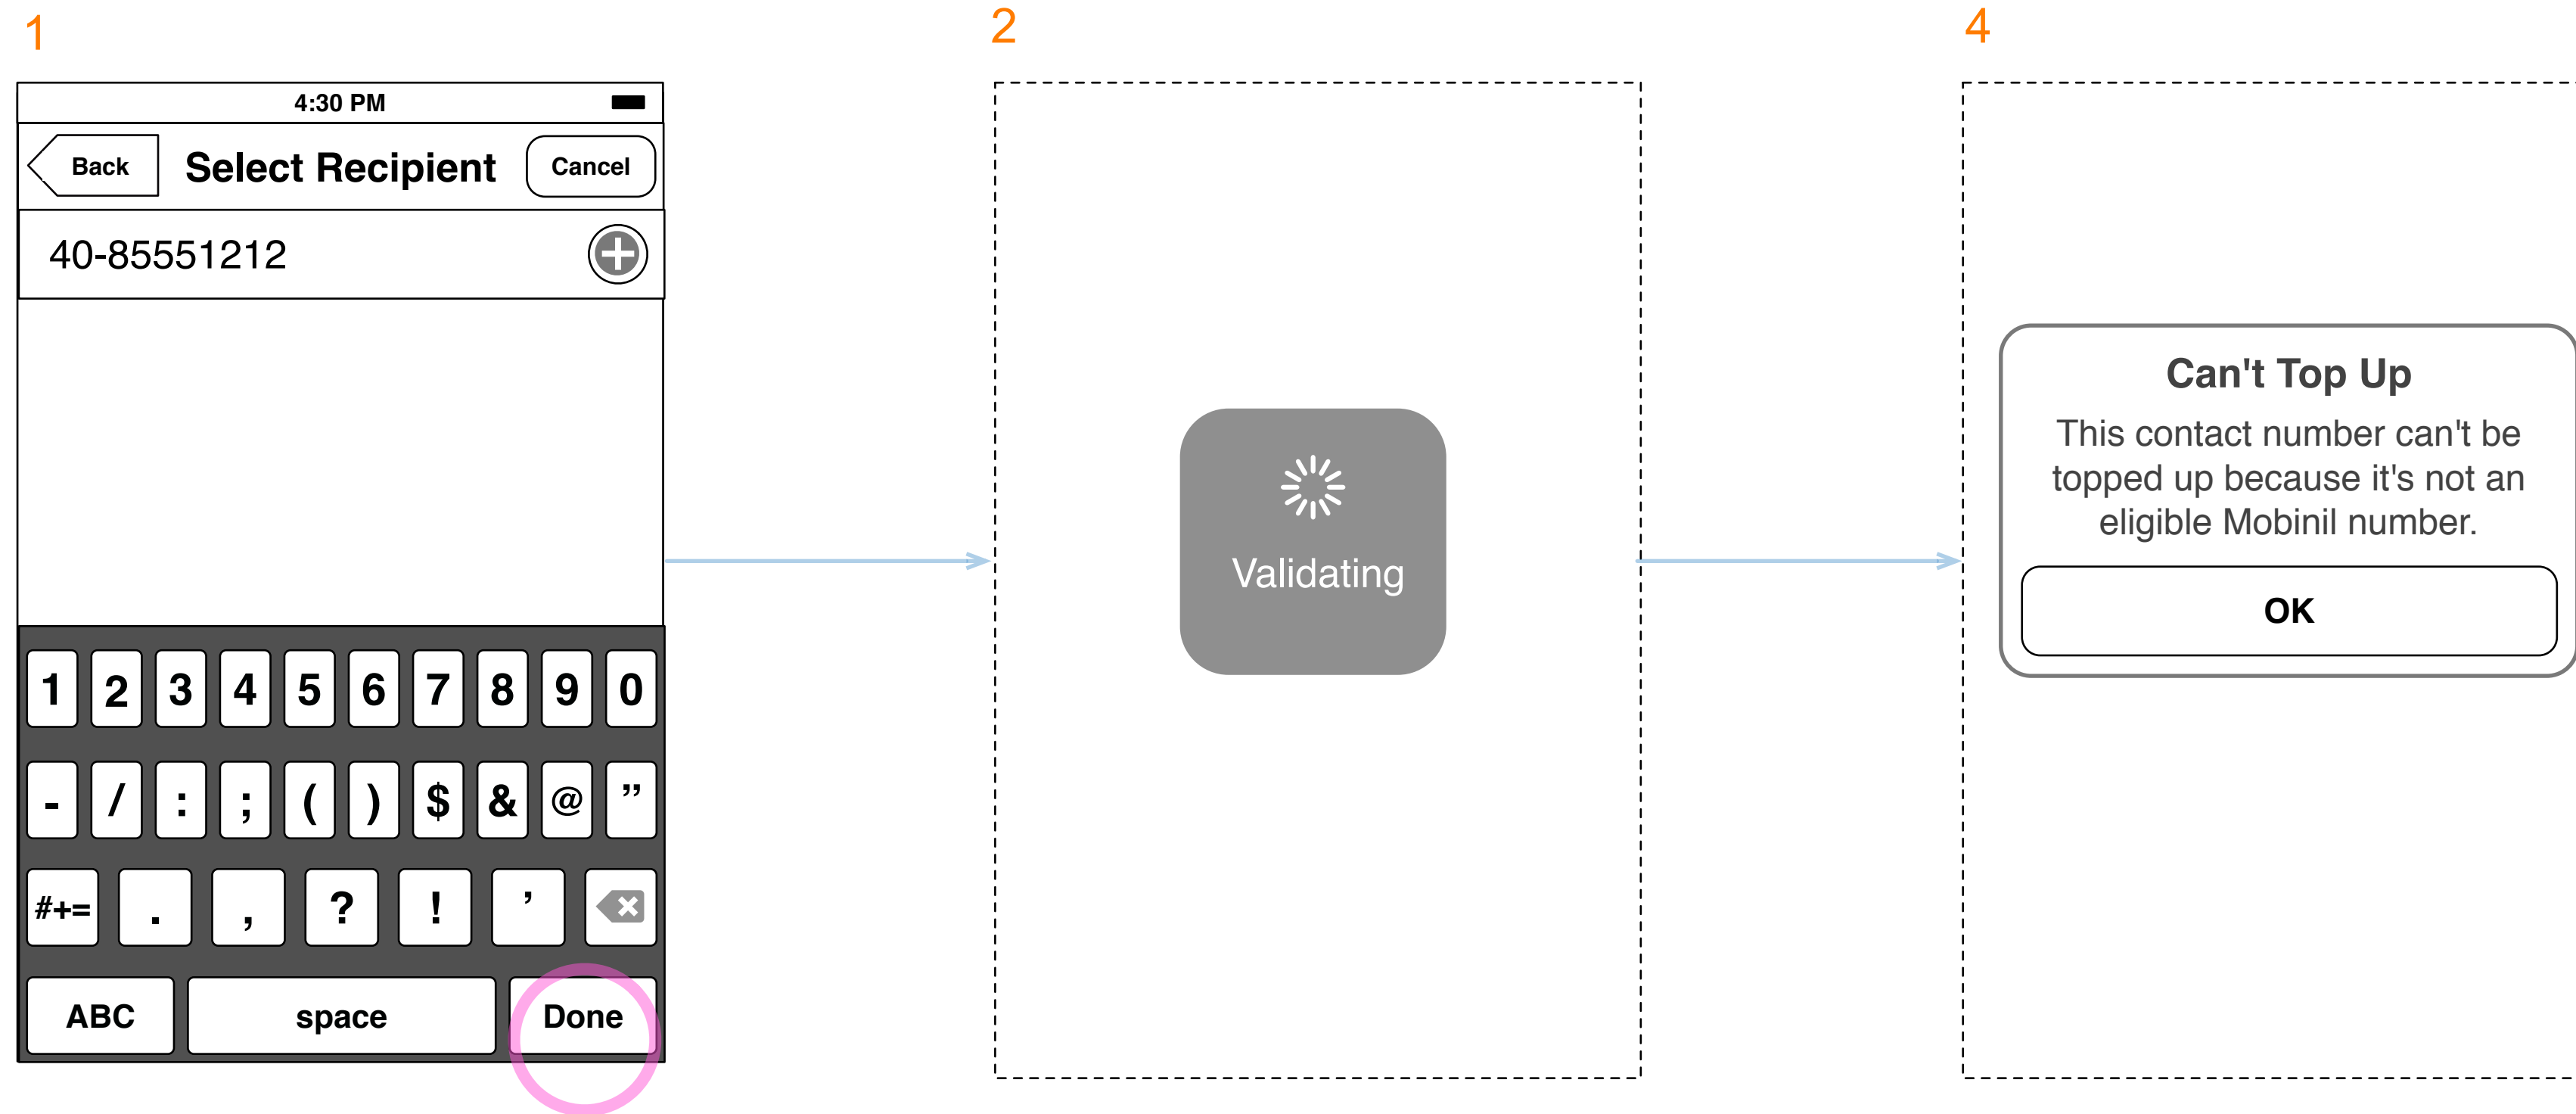 1
2
4
4:30 PM
Back
Select Recipient
Cancel
40-85551212
1 2 3 4 5 6 7 8 9 0
- / : ; ( ) $ & @ ”
#+= . , ? ! ’
ABC space Done
Validating
Can't Top Up
This contact number can't be
topped up because it's not an
eligible Mobinil number.
OK